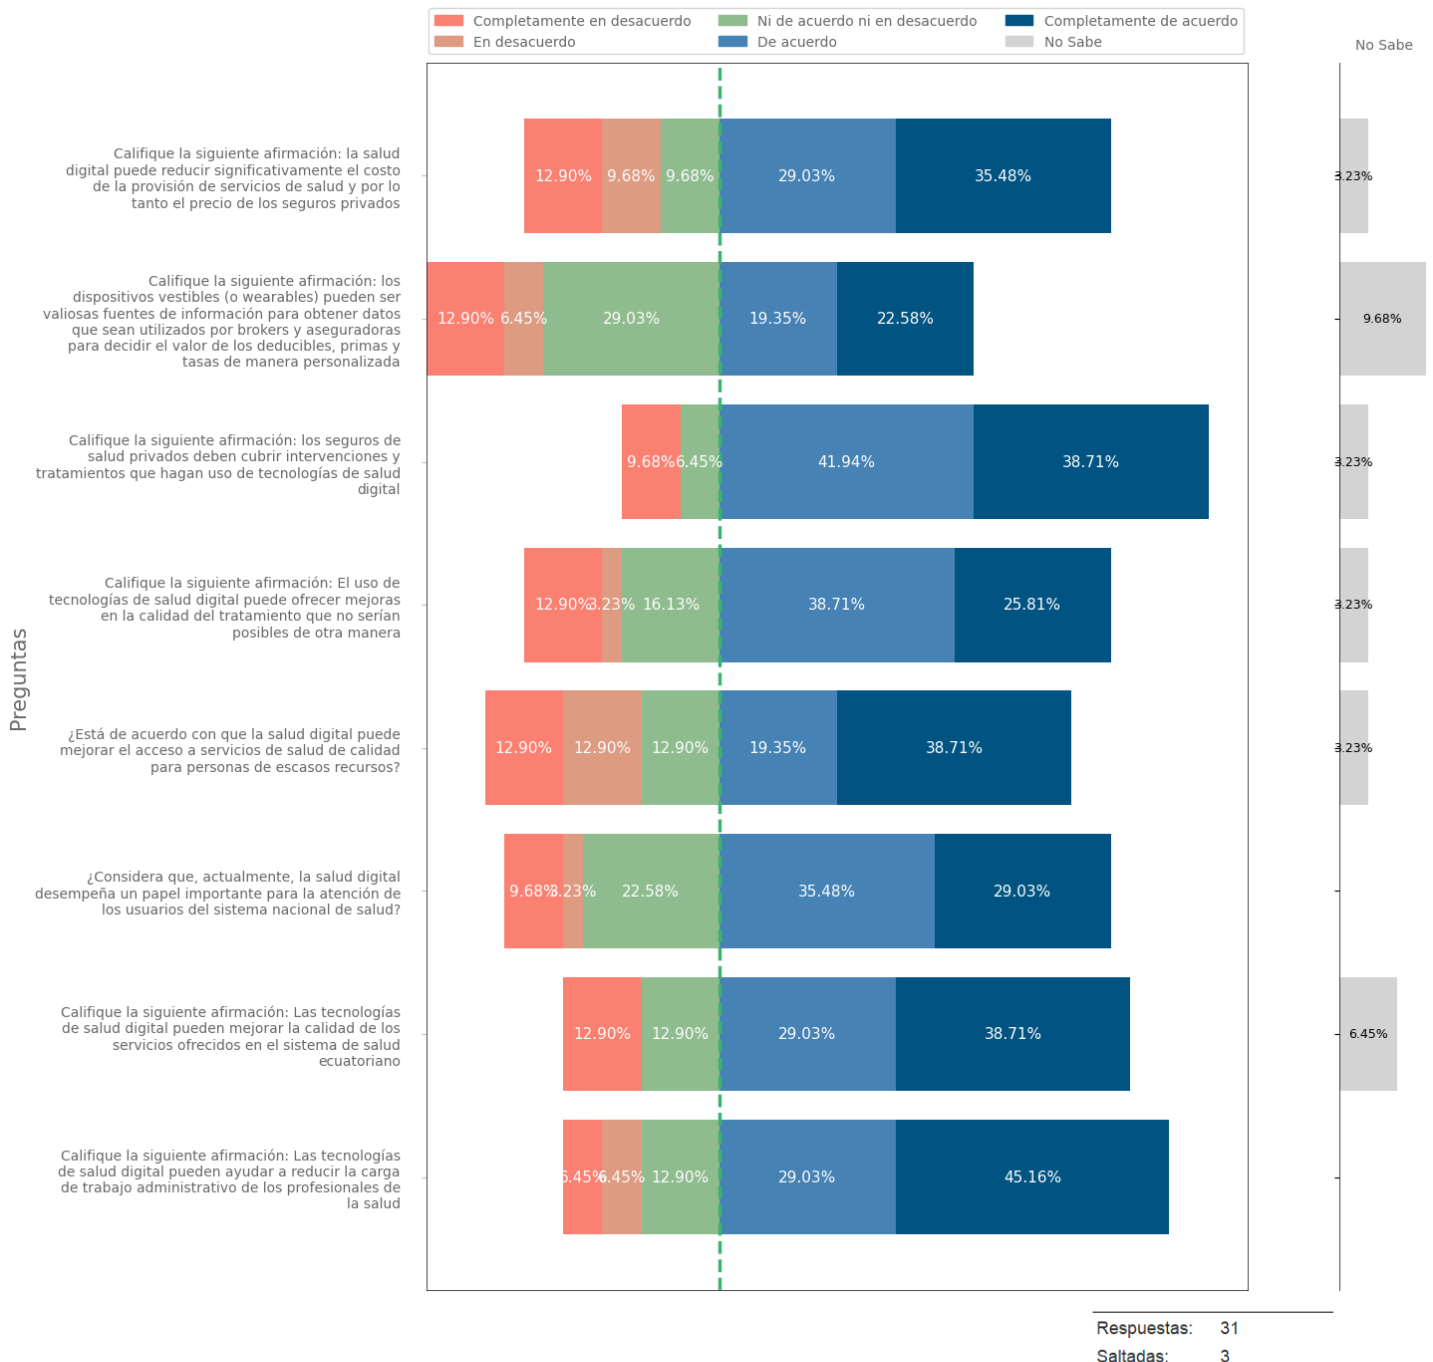 Completamente en desacuerdo
En desacuerdo
Ni de acuerdo ni en desacuerdo
De acuerdo
Completamente de acuerdo
No Sabe
No Sabe
Preguntas
Califique la siguiente afirmación: la salud
digital puede reducir significativamente el costo
de la provisión de servicios de salud y por lo
tanto el precio de los seguros privados
12.90% 9.68% 9.68% 29.03% 35.48% 3.23%
Califique la siguiente afirmación: los
dispositivos vestibles (o wearables) pueden ser
valiosas fuentes de información para obtener datos
que sean utilizados por brokers y aseguradoras
para decidir el valor de los deducibles, primas y
tasas de manera personalizada
12.90% 6.45% 29.03% 19.35% 22.58% 9.68%
Califique la siguiente afirmación: los seguros de
salud privados deben cubrir intervenciones y
tratamientos que hagan uso de tecnologías de salud
digital
9.68% 6.45% 41.94% 38.71% 3.23%
Califique la siguiente afirmación: El uso de
tecnologías de salud digital puede ofrecer mejoras
en la calidad del tratamiento que no serían
posibles de otra manera
12.90% 3.23% 16.13% 38.71% 25.81% 3.23%
¿Está de acuerdo con que la salud digital puede
mejorar el acceso a servicios de salud de calidad
para personas de escasos recursos?
12.90% 12.90% 12.90% 19.35% 38.71% 3.23%
¿Considera que, actualmente, la salud digital
desempeña un papel importante para la atención de
los usuarios del sistema nacional de salud?
9.68% 3.23% 22.58% 35.48% 29.03%
Califique la siguiente afirmación: Las tecnologías
de salud digital pueden mejorar la calidad de los
servicios ofrecidos en el sistema de salud
ecuatoriano
12.90% 12.90% 29.03% 38.71% 6.45%
Califique la siguiente afirmación: Las tecnologías
de salud digital pueden ayudar a reducir la carga
de trabajo administrativo de los profesionales de
la salud
6.45% 6.45% 12.90% 29.03% 45.16%
Respuestas: 31
Saltadas: 3